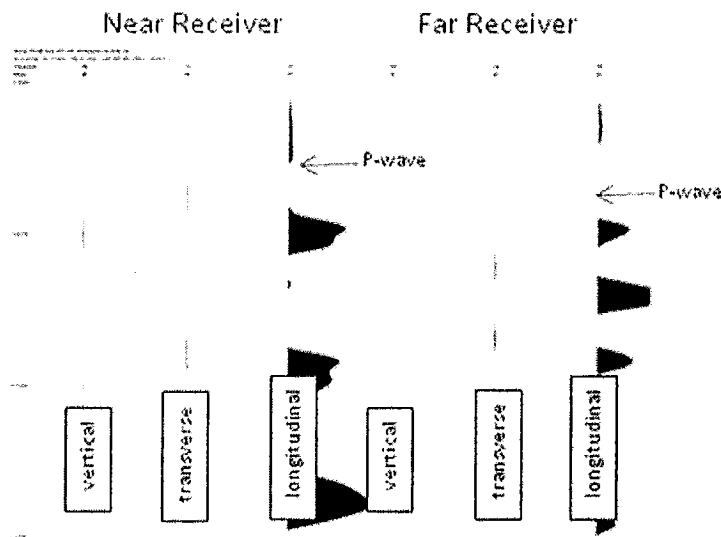 Near Receiver
Far Receiver
P-wave
P-wave
vertical
transverse
longitudinal
vertical
transverse
longitudinal